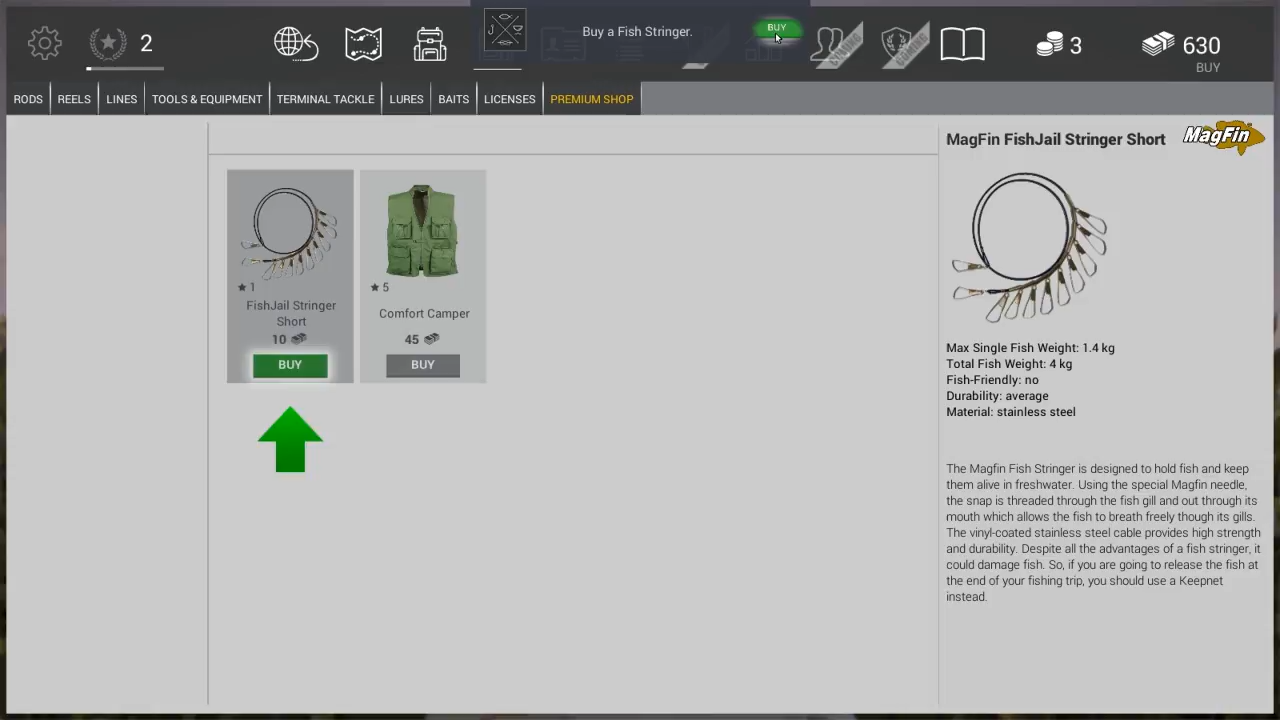 2
Buy a Fish Stringer.
BUY
3
630
BUY
RODS
REELS
LINES
TOOLS & EQUIPMENT
TERMINAL TACKLE
LURES
BAITS
LICENSES
PREMIUM SHOP
1
FishJail Stringer
Short
10
BUY
5
Comfort Camper
45
BUY
MagFin FishJail Stringer Short
MagFin
Max Single Fish Weight: 1.4 kg
Total Fish Weight: 4 kg
Fish-Friendly: no
Durability: average
Material: stainless steel
The Magfin Fish Stringer is designed to hold fish and keep
them alive in freshwater. Using the special Magfin needle,
the snap is threaded through the fish gill and out through its
mouth which allows the fish to breath freely though its gills.
The vinyl-coated stainless steel cable provides high strength
and durability. Despite all the advantages of a fish stringer, it
could damage fish. So, if you are going to release the fish at
the end of your fishing trip, you should use a Keepnet
instead.